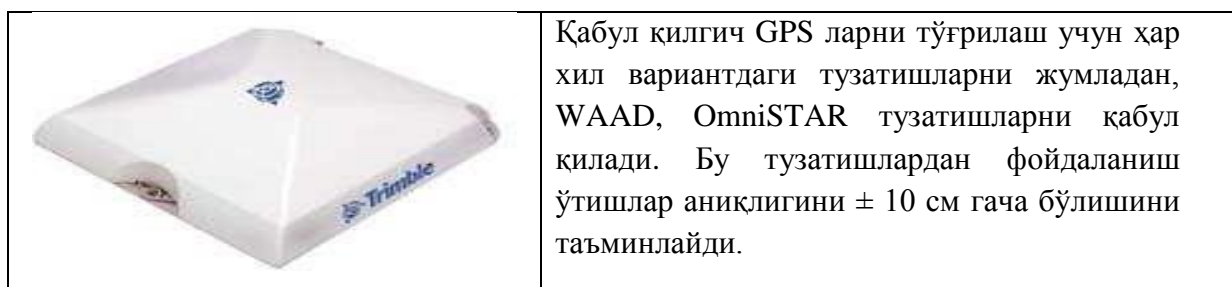 Trimble
Қабул қилгич GPS ларни тўғрилаш учун ҳар
хил вариантдаги тузатишларни жумладан,
WAAD, OmniSTAR тузатишларни қабул
қилади. Бу тузатишлардан фойдаланиш
ўтишлар аниқлигини ± 10 см гача бўлишини
таъминлайди.